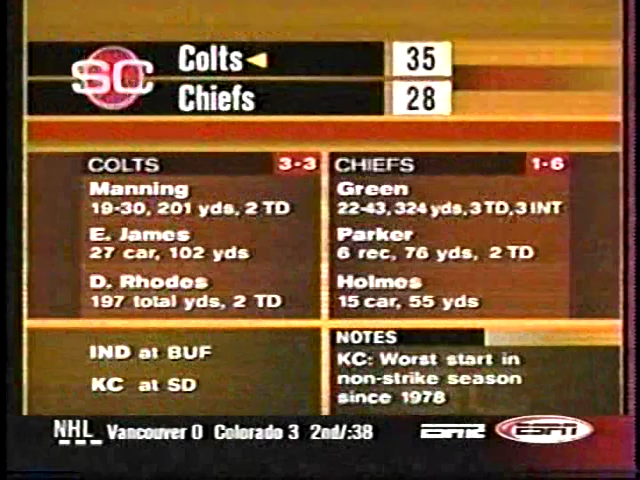 SC
Colts
35
Chiefs
28
COLTS 3-3
Manning
19-30, 201 yds, 2 TD
E. James
27 car, 102 yds
D. Rhodes
197 total yds, 2 TD
IND at BUF
KC at SD
CHIEFS 1-6
Green
22-43, 324 yds, 3 TD, 3 INT
Parker
6 rec, 76 yds, 2 TD
Holmes
15 car, 55 yds
NOTES
KC: Worst start in
non-strike season
since 1978
NHL Vancouver 0 Colorado 3 2nd/:38
ESPN